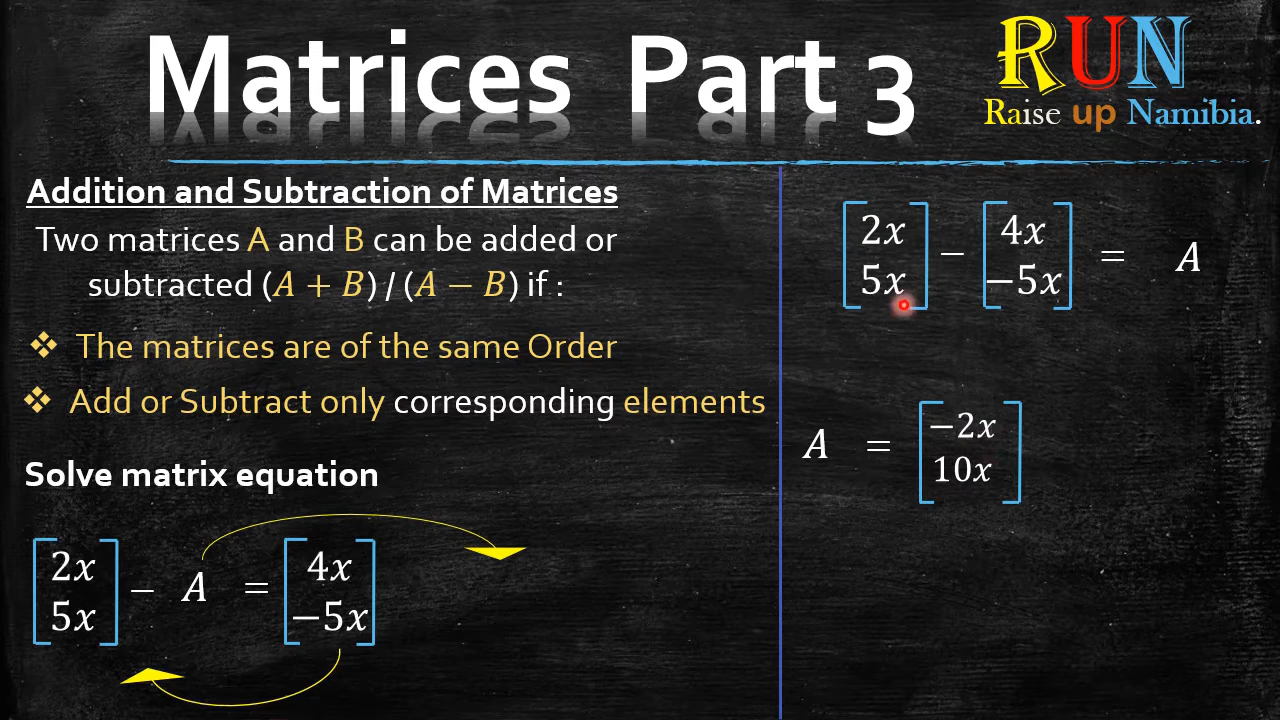 Matrices Part 3
RUN
Raise up Namibia.
Addition and Subtraction of Matrices
Two matrices A and B can be added or
subtracted (A + B) / (A − B) if :
❖ The matrices are of the same Order
❖ Add or Subtract only corresponding elements
Solve matrix equation
[2x 5x] − A = [4x −5x]
[2x 5x] − [4x −5x] = A
A = [−2x 10x]